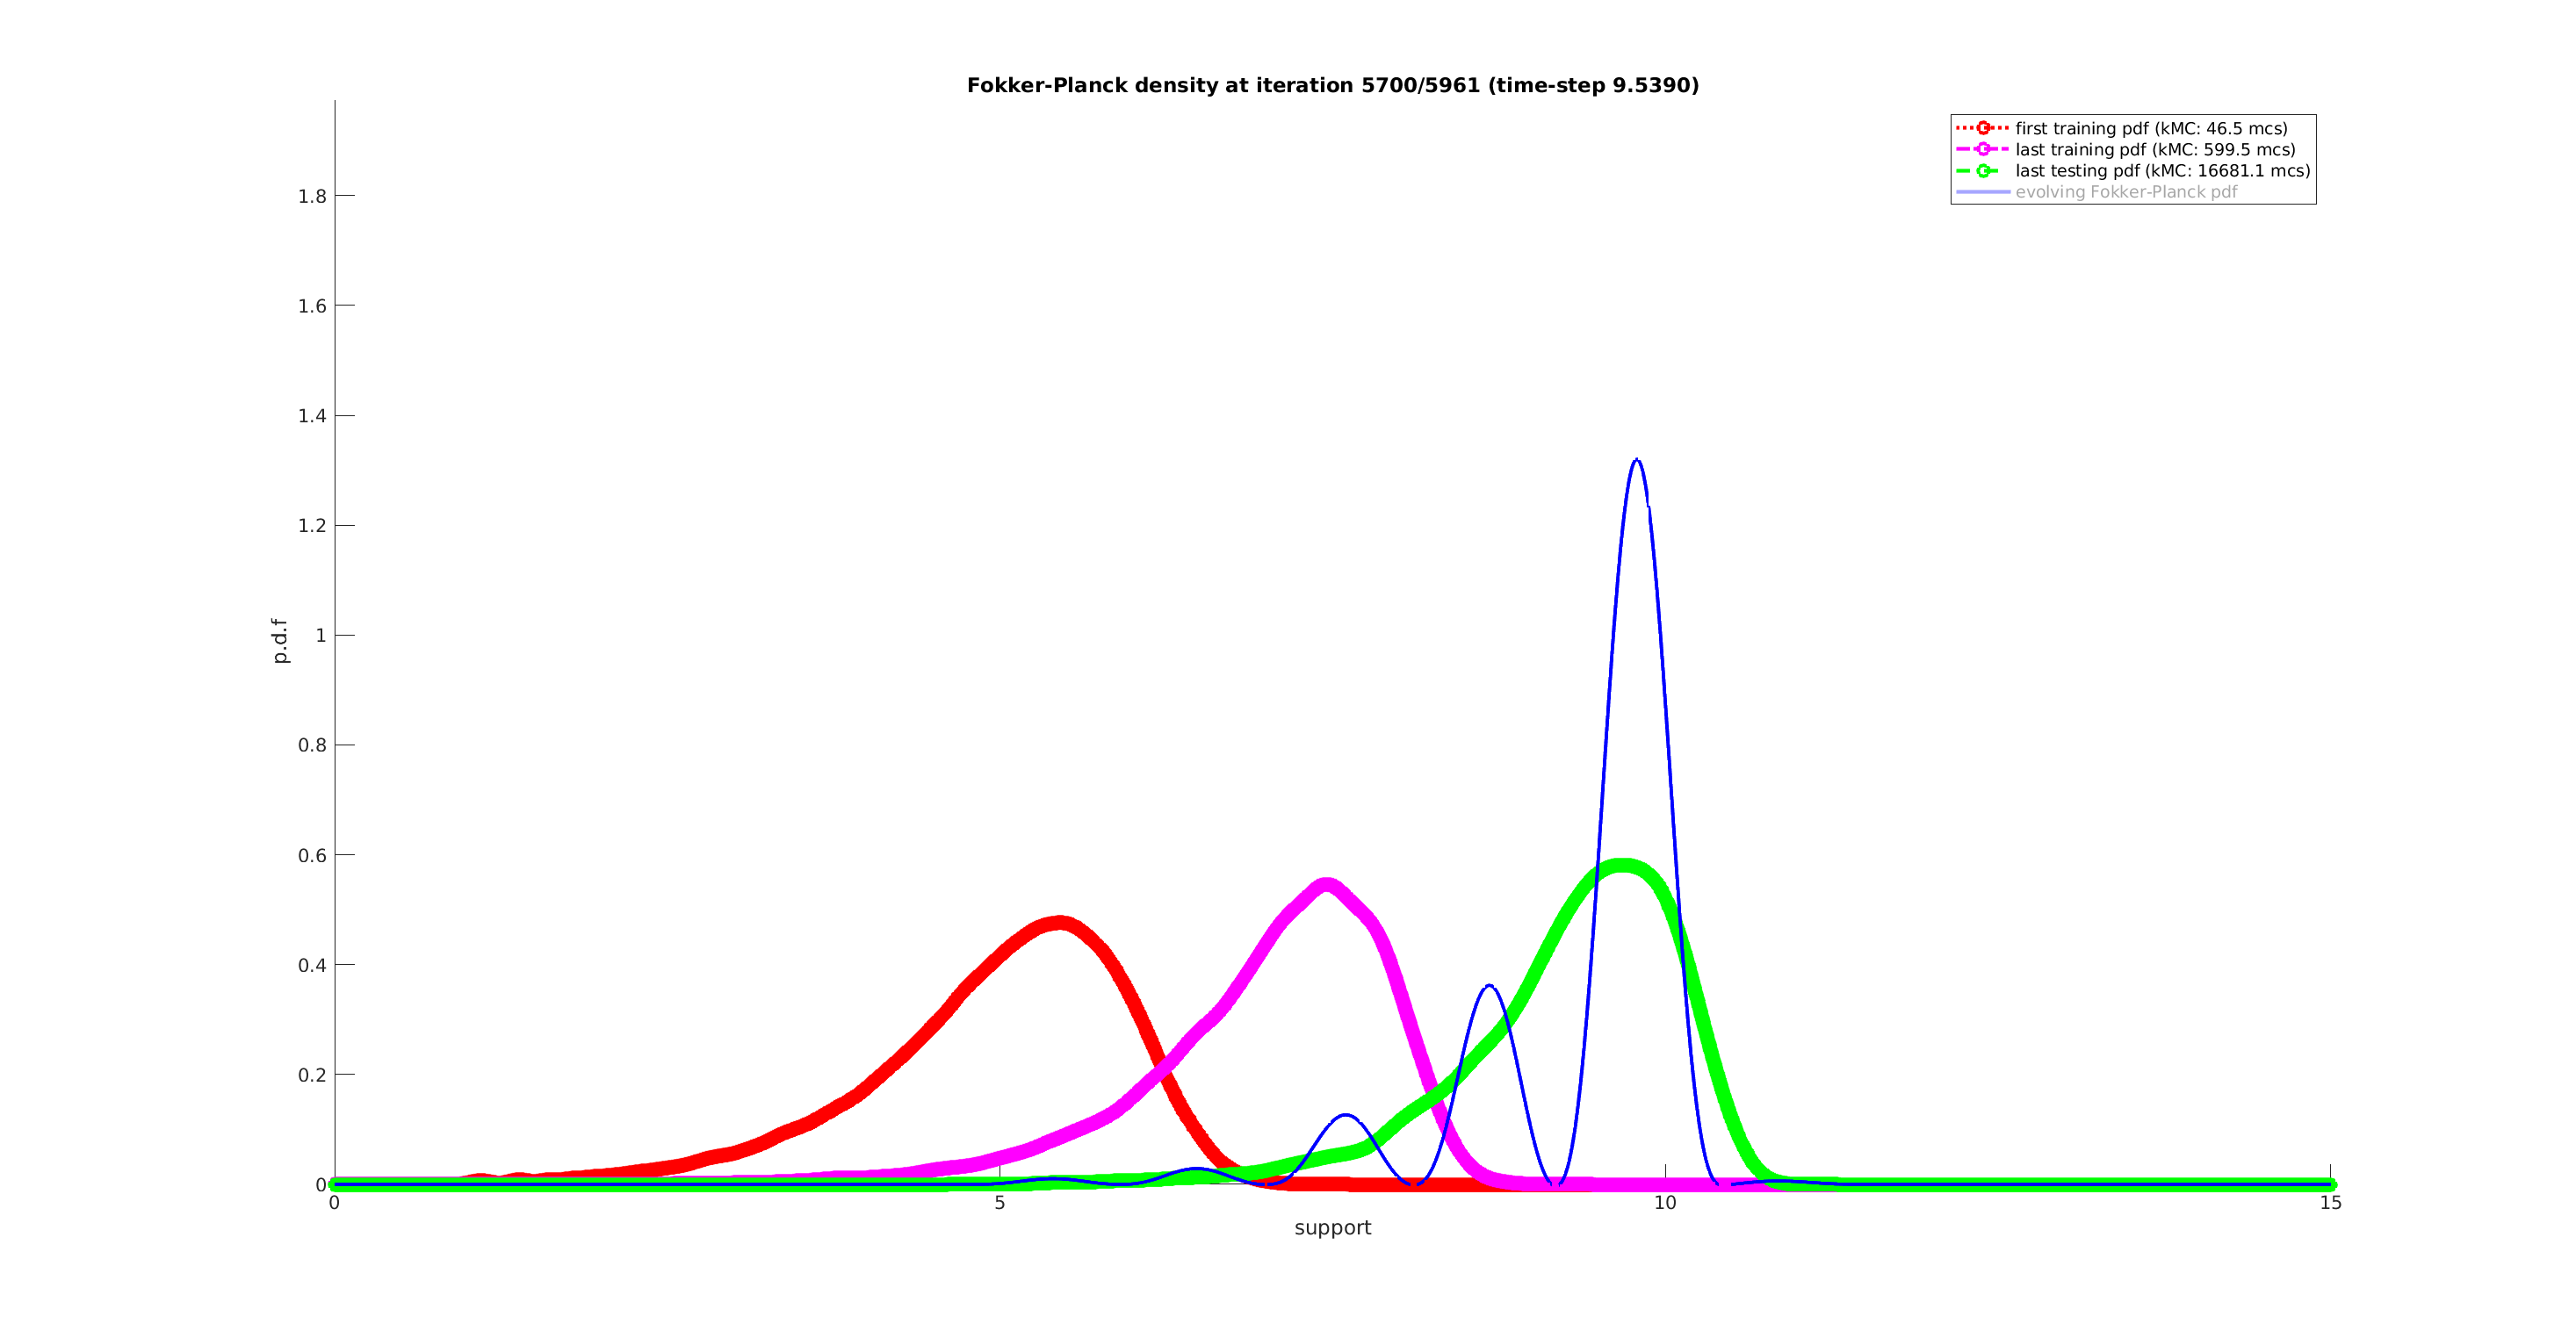 Fokker-Planck density at iteration 5700/5961 (time-step 9.5390)
first training pdf (kMC: 46.5 mcs)
last training pdf (kMC: 599.5 mcs)
last testing pdf (kMC: 16681.1 mcs)
evolving Fokker-Planck pdf
1.8
1.6
1.4
1.2
1
0.8
0.6
0.4
0.2
0
p.d.f
0 5 10 15
support